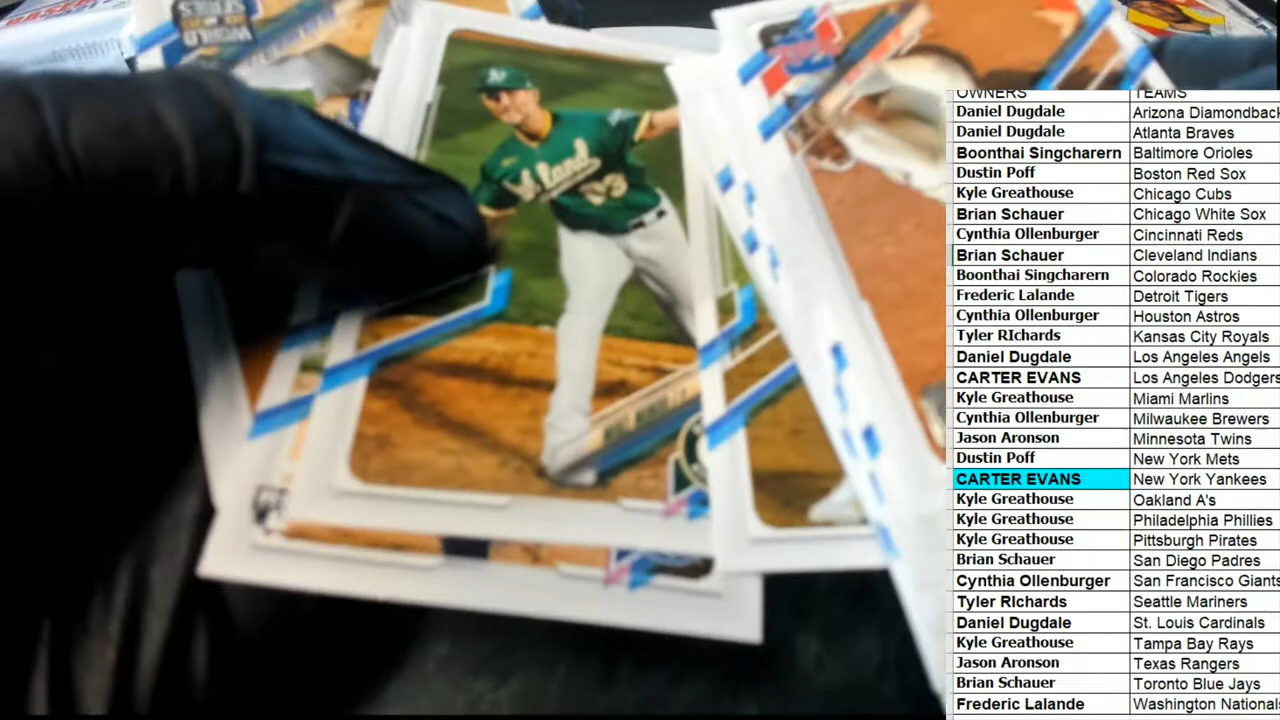 WORLD
SERIES
OWNERS TEAMS
Daniel Dugdale Arizona Diamondback
Daniel Dugdale Atlanta Braves
Boonthai Singcharern Baltimore Orioles
Dustin Poff Boston Red Sox
Kyle Greathouse Chicago Cubs
Brian Schauer Chicago White Sox
Cynthia Ollenburger Cincinnati Reds
Brian Schauer Cleveland Indians
Boonthai Singcharern Colorado Rockies
Frederic Lalande Detroit Tigers
Cynthia Ollenburger Houston Astros
Tyler RIchards Kansas City Royals
Daniel Dugdale Los Angeles Angels
CARTER EVANS Los Angeles Dodgers
Kyle Greathouse Miami Marlins
Cynthia Ollenburger Milwaukee Brewers
Jason Aronson Minnesota Twins
Dustin Poff New York Mets
CARTER EVANS New York Yankees
Kyle Greathouse Oakland A's
Kyle Greathouse Philadelphia Phillies
Kyle Greathouse Pittsburgh Pirates
Brian Schauer San Diego Padres
Cynthia Ollenburger San Francisco Giants
Tyler RIchards Seattle Mariners
Daniel Dugdale St. Louis Cardinals
Kyle Greathouse Tampa Bay Rays
Jason Aronson Texas Rangers
Brian Schauer Toronto Blue Jays
Frederic Lalande Washington National